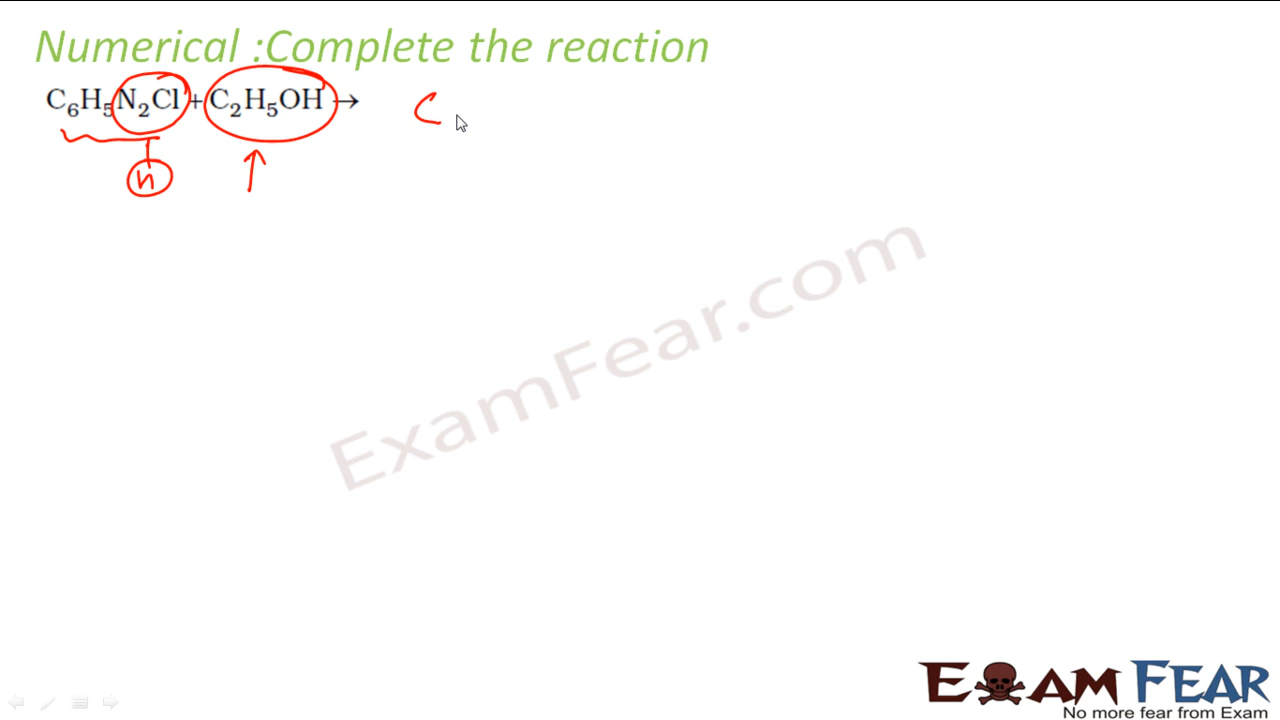 Numerical :Complete the reaction
C₆H₅N₂Cl + C₂H₅OH → C
H
ExamFear.com
EXAM FEAR
No more fear from Exam